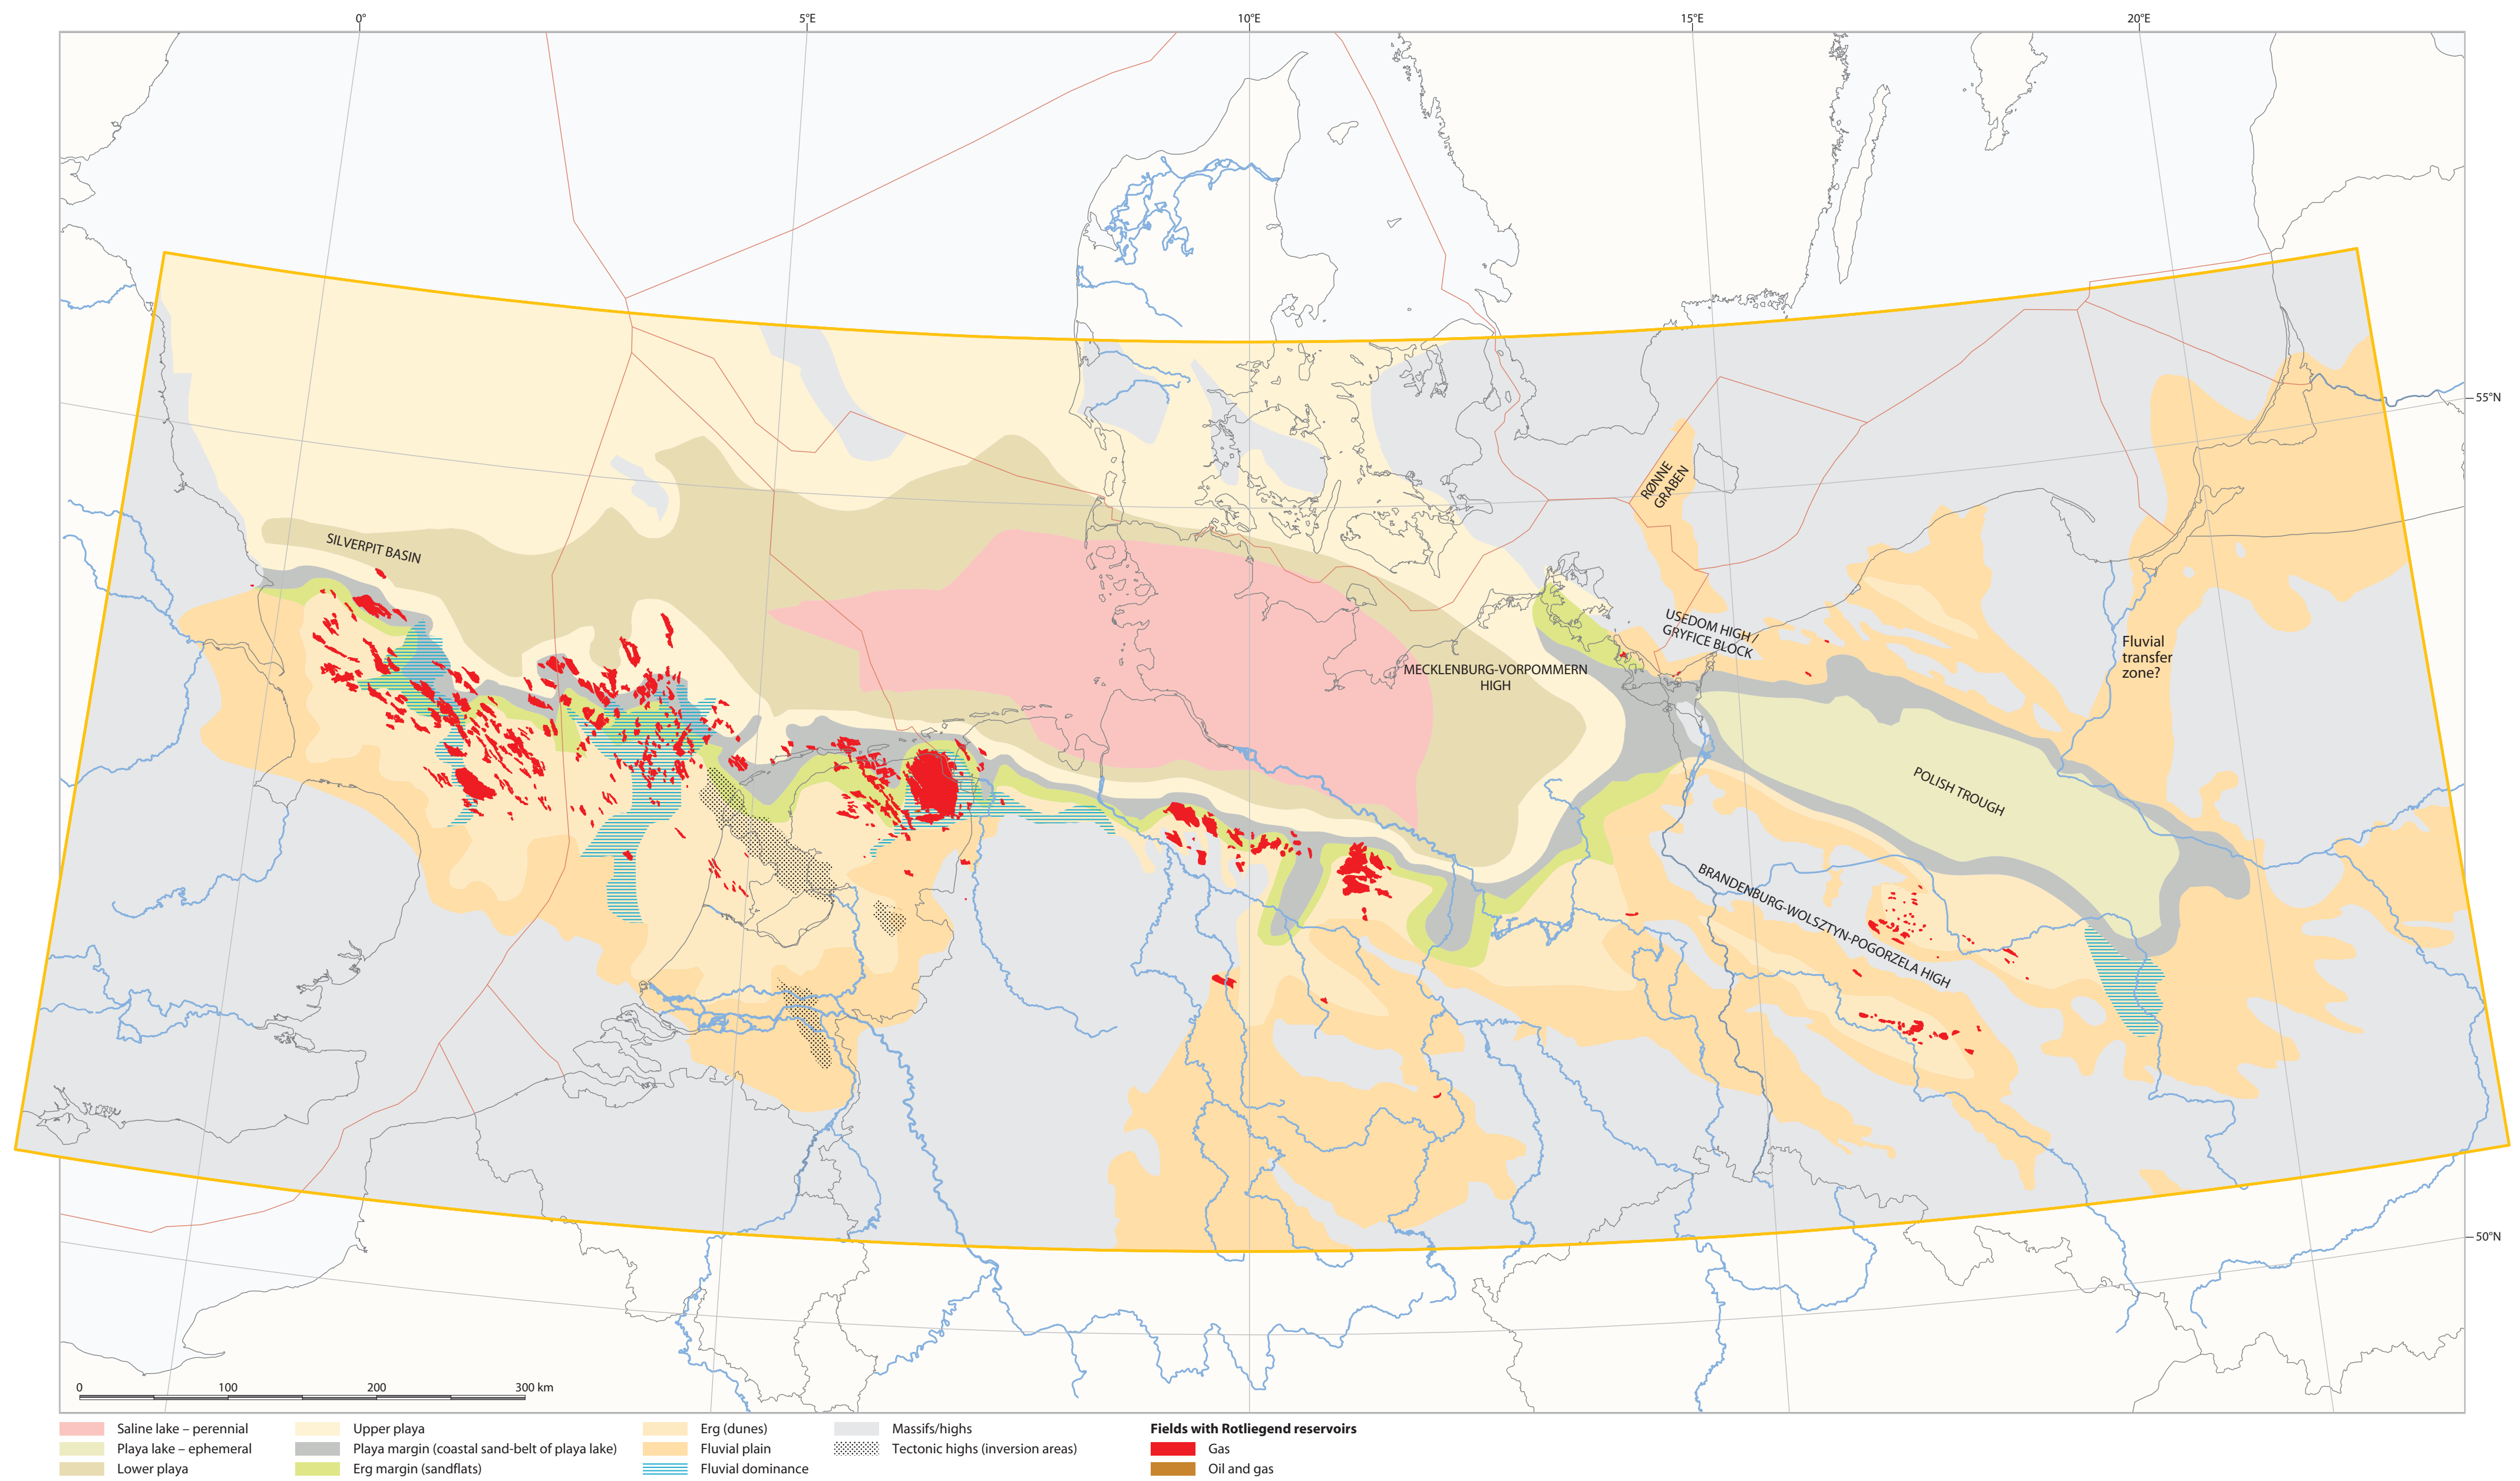 0°
5°E
10°E
15°E
20°E
55°N
RØNNE
GRABEN
SILVERPIT BASIN
USEDOM HIGH /
GRYFICE BLOCK
Fluvial
transfer
zone?
MECKLENBURG-VORPOMMERN
HIGH
POLISH TROUGH
BRANDENBURG-WOLSZTYN-POGORZELA HIGH
50°N
0
100
200
300 km
Saline lake – perennial
Playa lake – ephemeral
Lower playa
Upper playa
Playa margin (coastal sand-belt of playa lake)
Erg margin (sandflats)
Erg (dunes)
Fluvial plain
Fluvial dominance
Massifs/highs
Tectonic highs (inversion areas)
Fields with Rotliegend reservoirs
Gas
Oil and gas